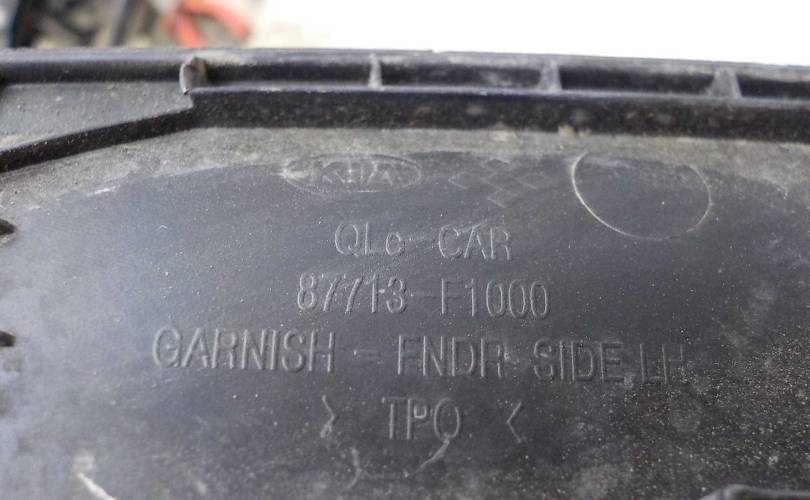 KIA
QLe-CAR
87713-F1000
GARNISH - FNDR SIDE LH
> TPO <